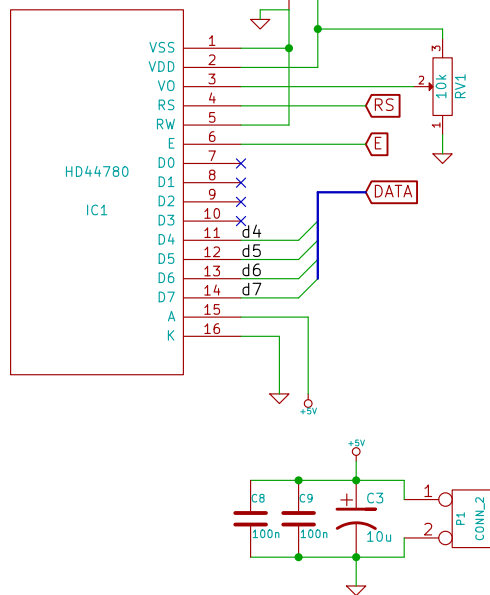 VSS 1
VDD 2
VO 3
RS 4
RW 5
E 6
D0 7
D1 8
D2 9
D3 10
D4 11 d4
D5 12 d5
D6 13 d6
D7 14 d7
A 15
K 16
HD44780
IC1
RS
E
DATA
3
2
1
10k
RV1
+5V
+5V
C8
100n
C9
100n
C3
10u
1
2
P1
CONN_2